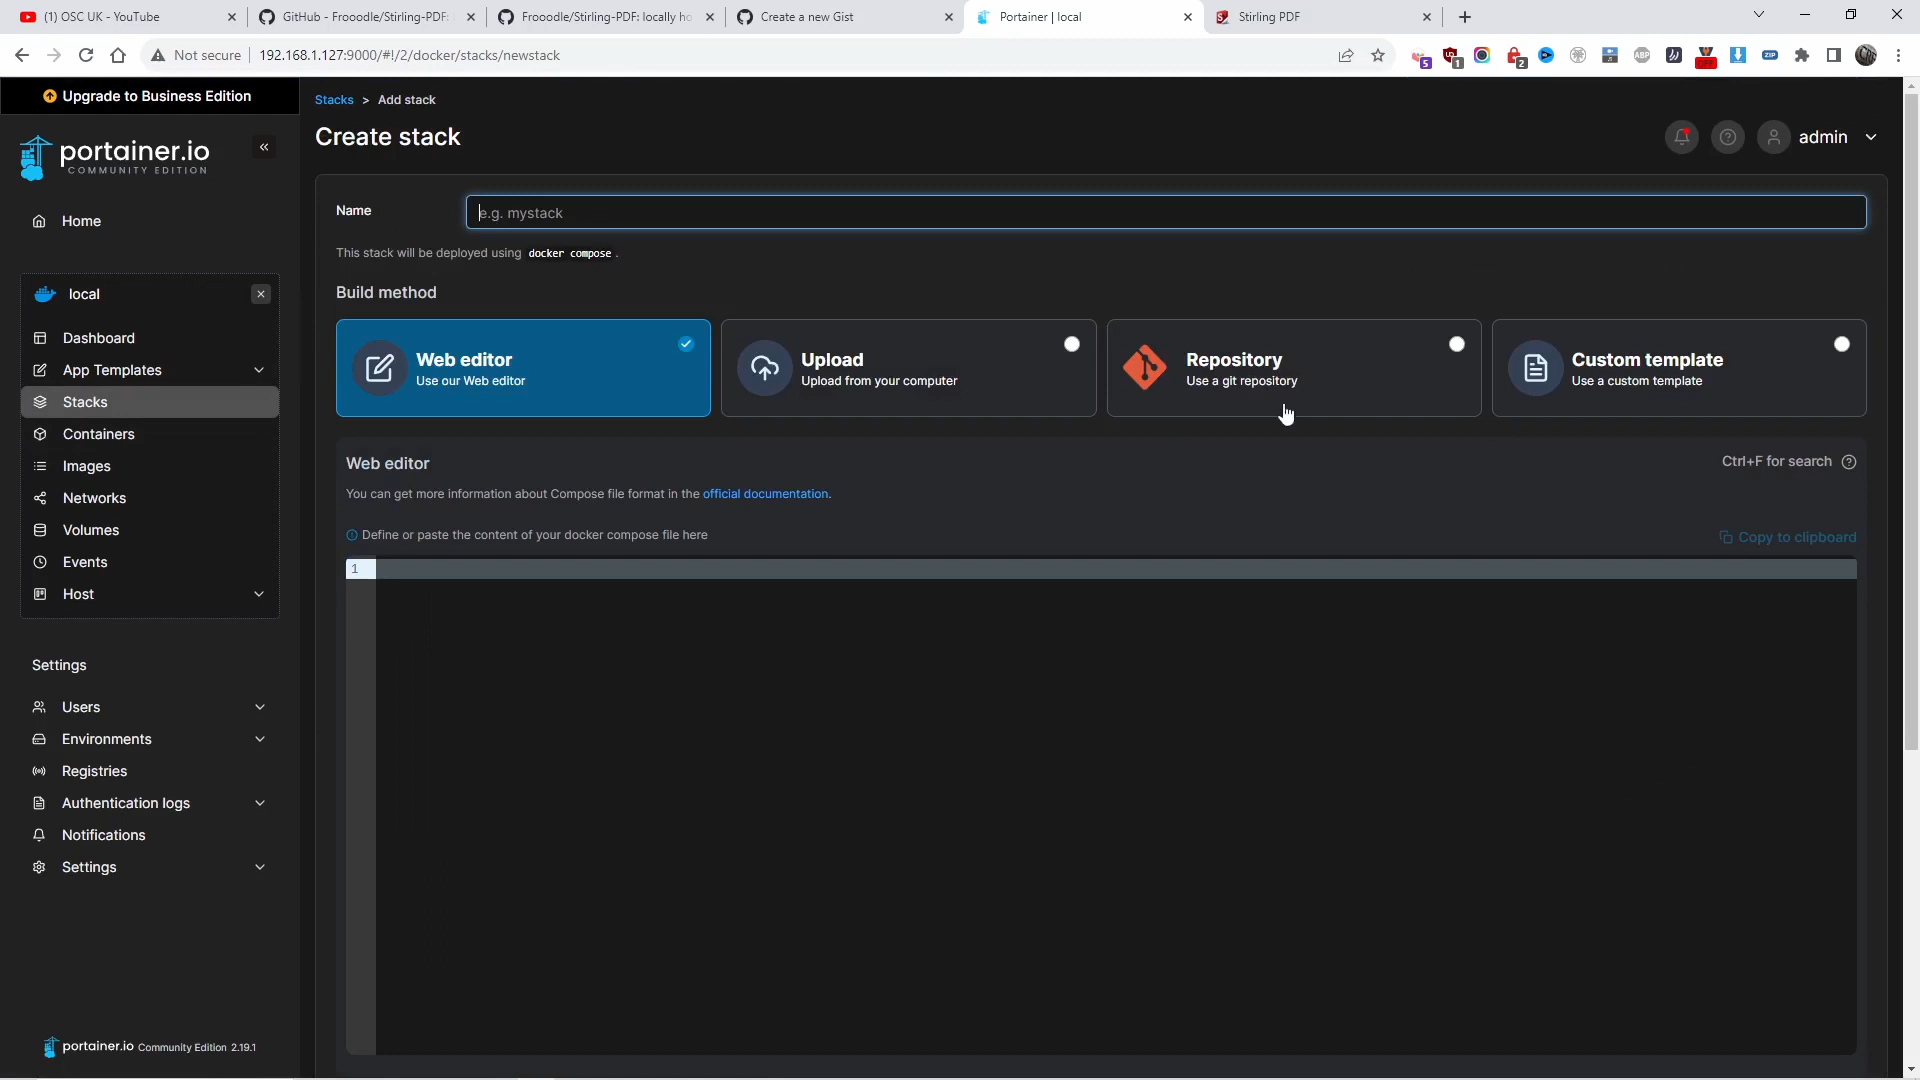 (1) OSC UK - YouTube
GitHub - Frooodle/Stirling-PDF:
Frooodle/Stirling-PDF: locally ho
Create a new Gist
Portainer | local
Stirling PDF
Not secure
192.168.1.127:9000/#!/2/docker/stacks/newstack
5
1
2
ABP
OFF
ZIP
Upgrade to Business Edition
portainer.io
COMMUNITY EDITION
Home
local
Dashboard
App Templates
Stacks
Containers
Images
Networks
Volumes
Events
Host
Settings
Users
Environments
Registries
Authentication logs
Notifications
Settings
portainer.io Community Edition 2.19.1
Stacks > Add stack
Create stack
admin
Name
e.g. mystack
This stack will be deployed using docker compose .
Build method
Web editor
Use our Web editor
Upload
Upload from your computer
Repository
Use a git repository
Custom template
Use a custom template
Web editor
Ctrl+F for search
You can get more information about Compose file format in the official documentation.
Define or paste the content of your docker compose file here
Copy to clipboard
1